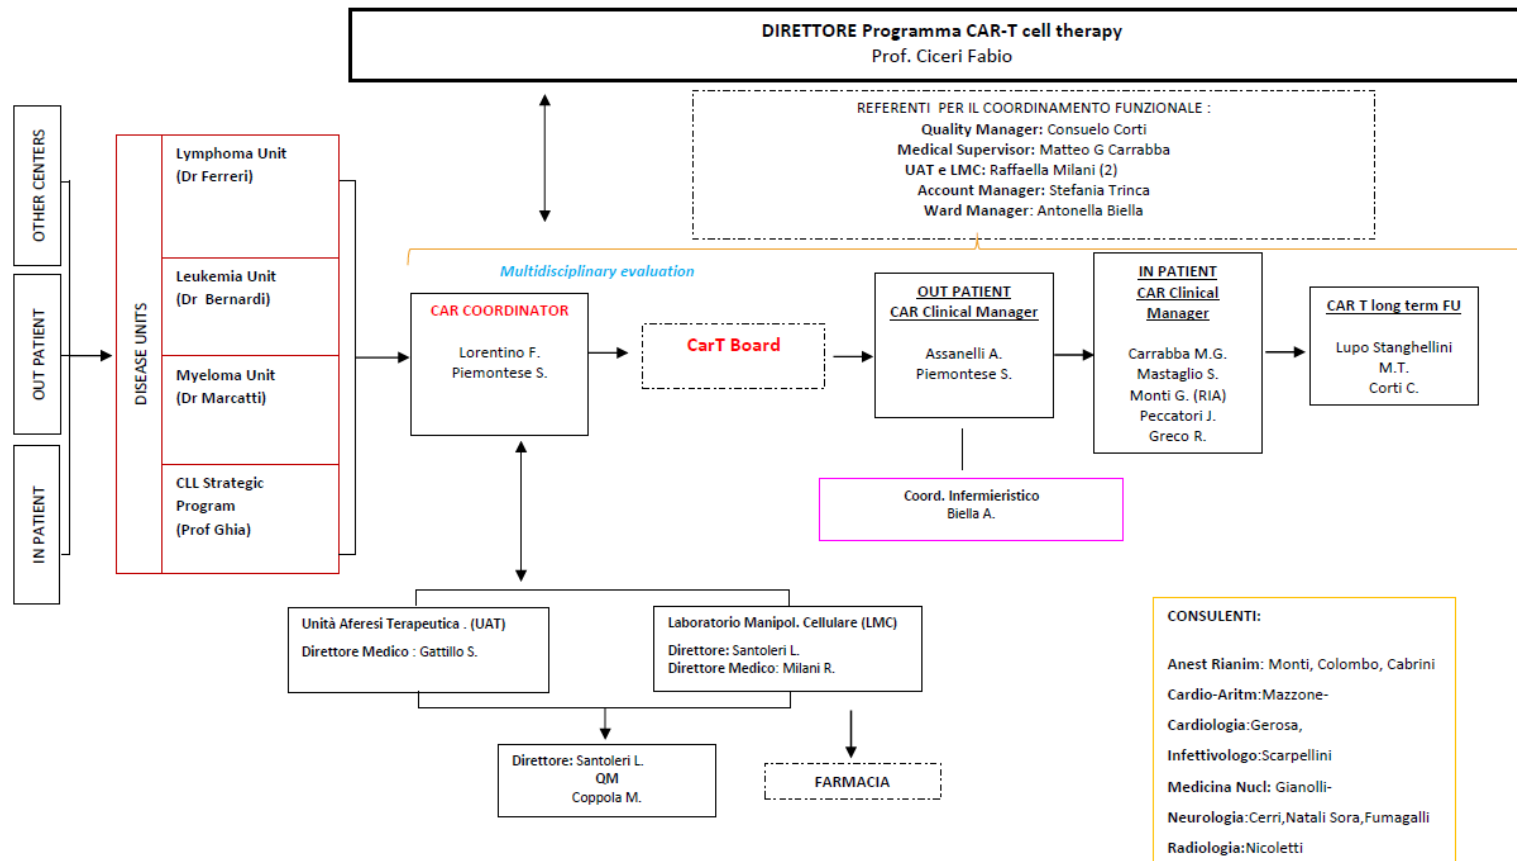 DIRETTORE Programma CAR-T cell therapy
Prof. Ciceri Fabio
REFERENTI PER IL COORDINAMENTO FUNZIONALE :
Quality Manager: Consuelo Corti
Medical Supervisor: Matteo G Carrabba
UAT e LMC: Raffaella Milani (2)
Account Manager: Stefania Trinca
Ward Manager: Antonella Biella
OTHER CENTERS
OUT PATIENT
IN PATIENT
DISEASE UNITS
Lymphoma Unit
(Dr Ferreri)
Leukemia Unit
(Dr Bernardi)
Myeloma Unit
(Dr Marcatti)
CLL Strategic
Program
(Prof Ghia)
Multidisciplinary evaluation
CAR COORDINATOR
Lorentino F.
Piemontese S.
CarT Board
OUT PATIENT
CAR Clinical Manager
Assanelli A.
Piemontese S.
IN PATIENT
CAR Clinical
Manager
Carrabba M.G.
Mastaglio S.
Monti G. (RIA)
Peccatori J.
Greco R.
CAR T long term FU
Lupo Stanghellini
M.T.
Corti C.
Coord. Infermieristico
Biella A.
Unità Aferesi Terapeutica . (UAT)
Direttore Medico : Gattillo S.
Laboratorio Manipol. Cellulare (LMC)
Direttore: Santoleri L.
Direttore Medico: Milani R.
Direttore: Santoleri L.
QM
Coppola M.
FARMACIA
CONSULENTI:
Anest Rianim: Monti, Colombo, Cabrini
Cardio-Aritm:Mazzone-
Cardiologia:Gerosa,
Infettivologo:Scarpellini
Medicina Nucl: Gianolli-
Neurologia:Cerri,Natali Sora,Fumagalli
Radiologia:Nicoletti